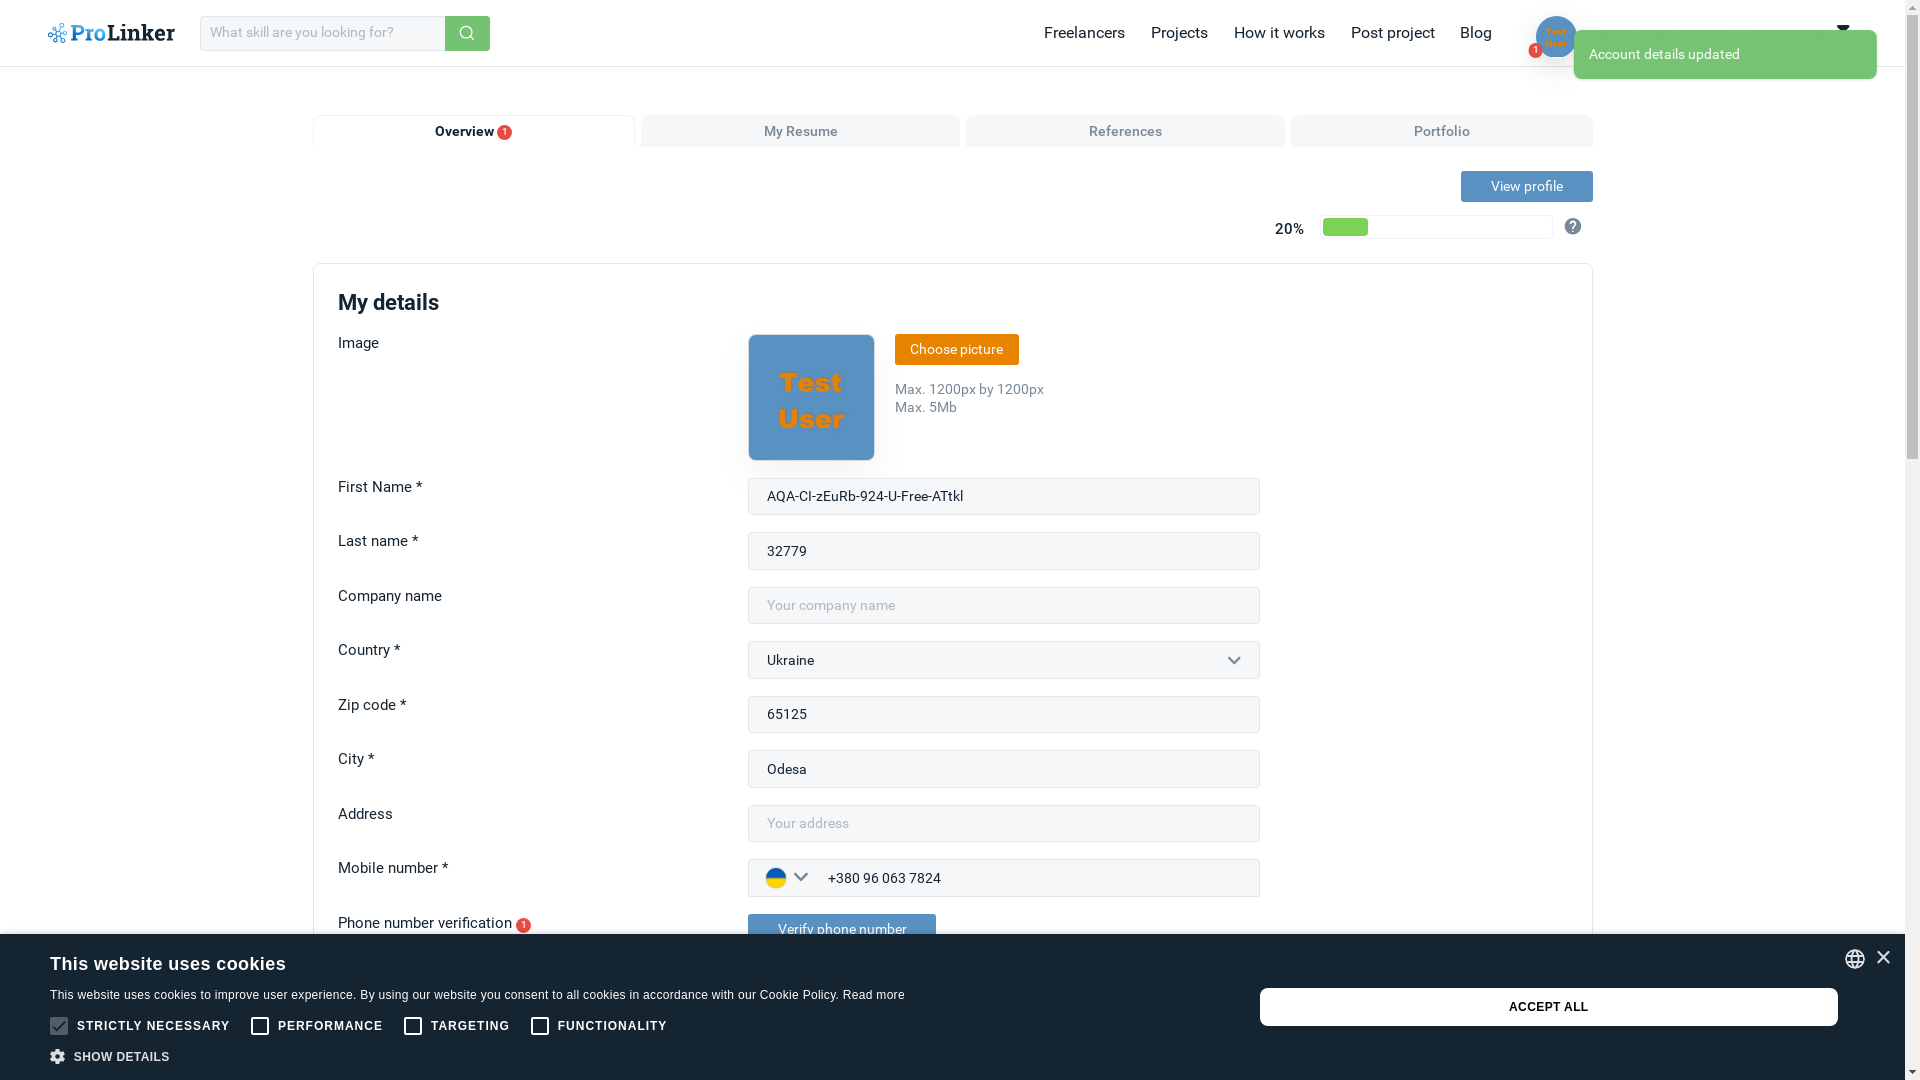 ProLinker
What skill are you looking for?
Freelancers
Projects
How it works
Post project
Blog
Test
User
1
Account details updated
Overview 1
My Resume
References
Portfolio
View profile
20%
?
My details
Image
Test
User
Choose picture
Max. 1200px by 1200px
Max. 5Mb
First Name *
AQA-CI-zEuRb-924-U-Free-ATtkl
Last name *
32779
Company name
Your company name
Country *
Ukraine
Zip code *
65125
City *
Odesa
Address
Your address
Mobile number *
+380 96 063 7824
Phone number verification 1
Verify phone number
This website uses cookies
This website uses cookies to improve user experience. By using our website you consent to all cookies in accordance with our Cookie Policy. Read more
STRICTLY NECESSARY
PERFORMANCE
TARGETING
FUNCTIONALITY
SHOW DETAILS
ACCEPT ALL
×